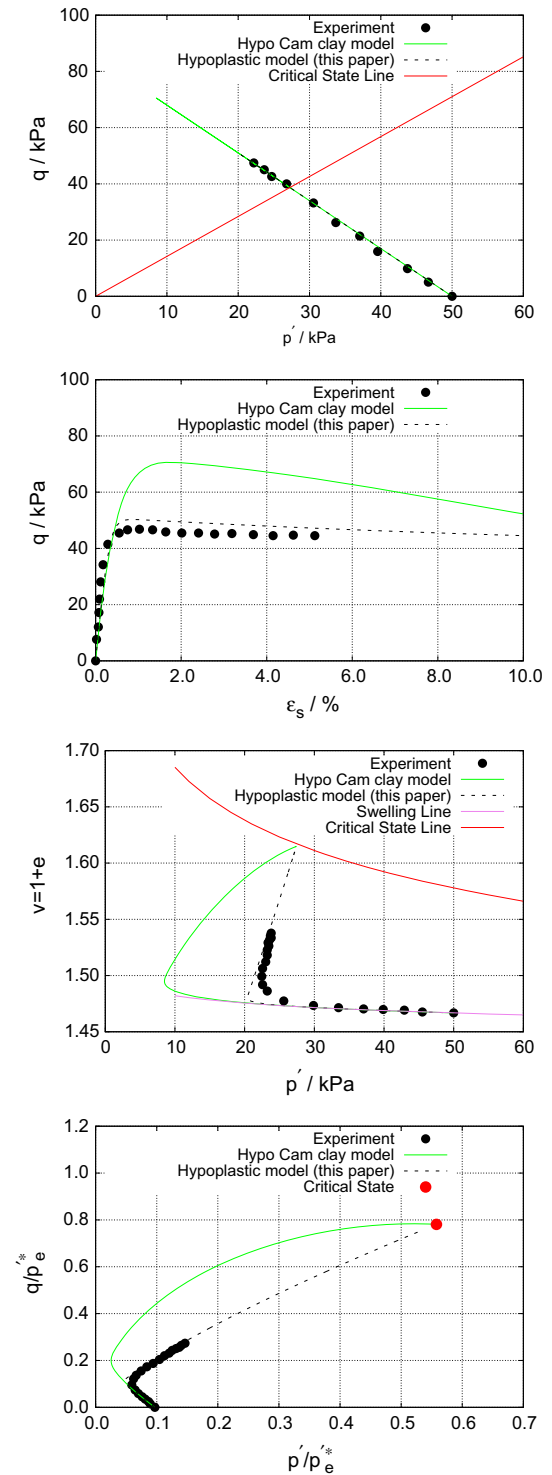 100
80
60
40
20
0
q / kPa
Experiment
Hypo Cam clay model
Hypoplastic model (this paper)
Critical State Line
0 10 20 30 40 50 60
p′ / kPa
100
80
60
40
20
0
q / kPa
Experiment
Hypo Cam clay model
Hypoplastic model (this paper)
0.0 2.0 4.0 6.0 8.0 10.0
εs / %
1.70
1.65
1.60
1.55
1.50
1.45
v=1+e
Experiment
Hypo Cam clay model
Hypoplastic model (this paper)
Swelling Line
Critical State Line
0 10 20 30 40 50 60
p′ / kPa
1.2
1.0
0.8
0.6
0.4
0.2
0.0
q/p′e*
Experiment
Hypo Cam clay model
Hypoplastic model (this paper)
Critical State
0.0 0.1 0.2 0.3 0.4 0.5 0.6 0.7
p′/p′e*